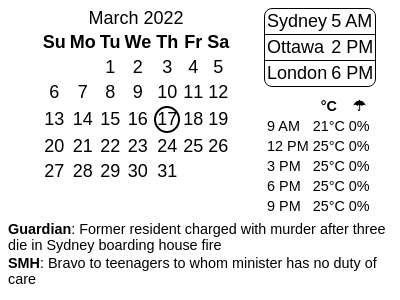 March 2022
Su Mo Tu We Th Fr Sa
1 2 3 4 5
6 7 8 9 10 11 12
13 14 15 16 17 18 19
20 21 22 23 24 25 26
27 28 29 30 31
Sydney 5 AM
Ottawa 2 PM
London 6 PM
°C ☂
9 AM 21°C 0%
12 PM 25°C 0%
3 PM 25°C 0%
6 PM 25°C 0%
9 PM 25°C 0%
Guardian: Former resident charged with murder after three
die in Sydney boarding house fire
SMH: Bravo to teenagers to whom minister has no duty of
care